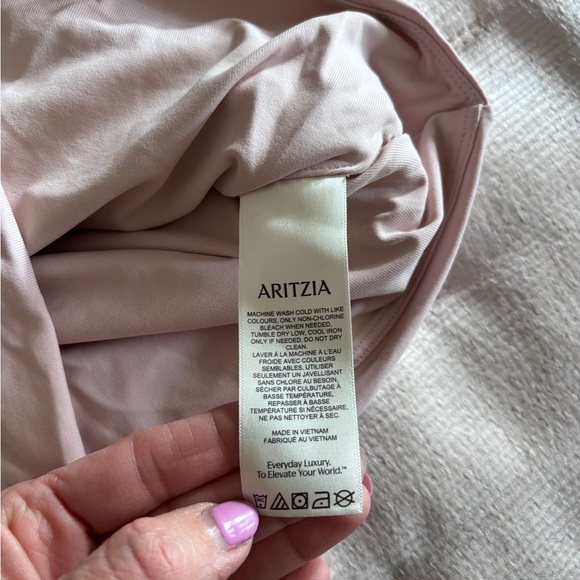 ARITZIA
MACHINE WASH COLD WITH LIKE
COLOURS, ONLY NON-CHLORINE
BLEACH WHEN NEEDED,
TUMBLE DRY LOW, COOL IRON
ONLY IF NEEDED, DO NOT DRY
CLEAN.
LAVER À LA MACHINE À L'EAU
FROIDE AVEC COULEURS
SEMBLABLES, UTILISER
SEULEMENT UN JAVELLISANT
SANS CHLORE AU BESOIN,
SÉCHER PAR CULBUTAGE À
BASSE TEMPÉRATURE,
REPASSER À BASSE
TEMPÉRATURE SI NÉCESSAIRE,
NE PAS NETTOYER À SEC.
MADE IN VIETNAM
FABRIQUÉ AU VIETNAM
Everyday Luxury.
To Elevate Your World.™